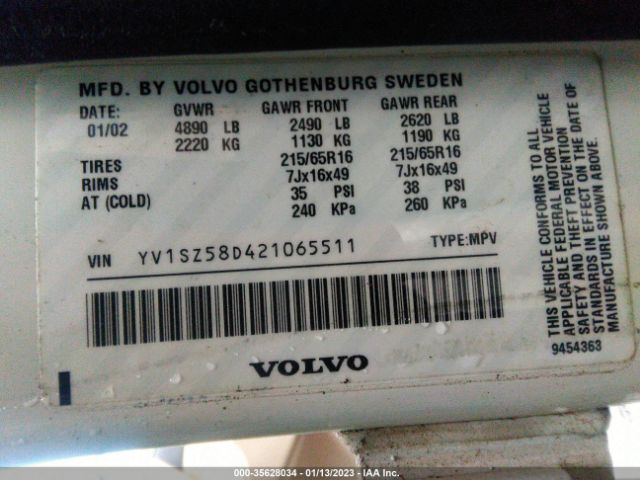 MFD. BY VOLVO GOTHENBURG SWEDEN
DATE: GVWR GAWR FRONT GAWR REAR
01/02 4890 LB 2490 LB 2620 LB
2220 KG 1130 KG 1190 KG
TIRES 215/65R16 215/65R16
RIMS 7Jx16x49 7Jx16x49
AT (COLD) 35 PSI 38 PSI
240 KPa 260 KPa
VIN YV1SZ58D421065511 TYPE:MPV
VOLVO
THIS VEHICLE CONFORMS TO ALL
APPLICABLE FEDERAL MOTOR VEHICLE
SAFETY AND THEFT PREVENTION
STANDARDS IN EFFECT ON THE DATE OF
MANUFACTURE SHOWN ABOVE.
9454363
000-35628034 - 01/13/2023 - IAA Inc.